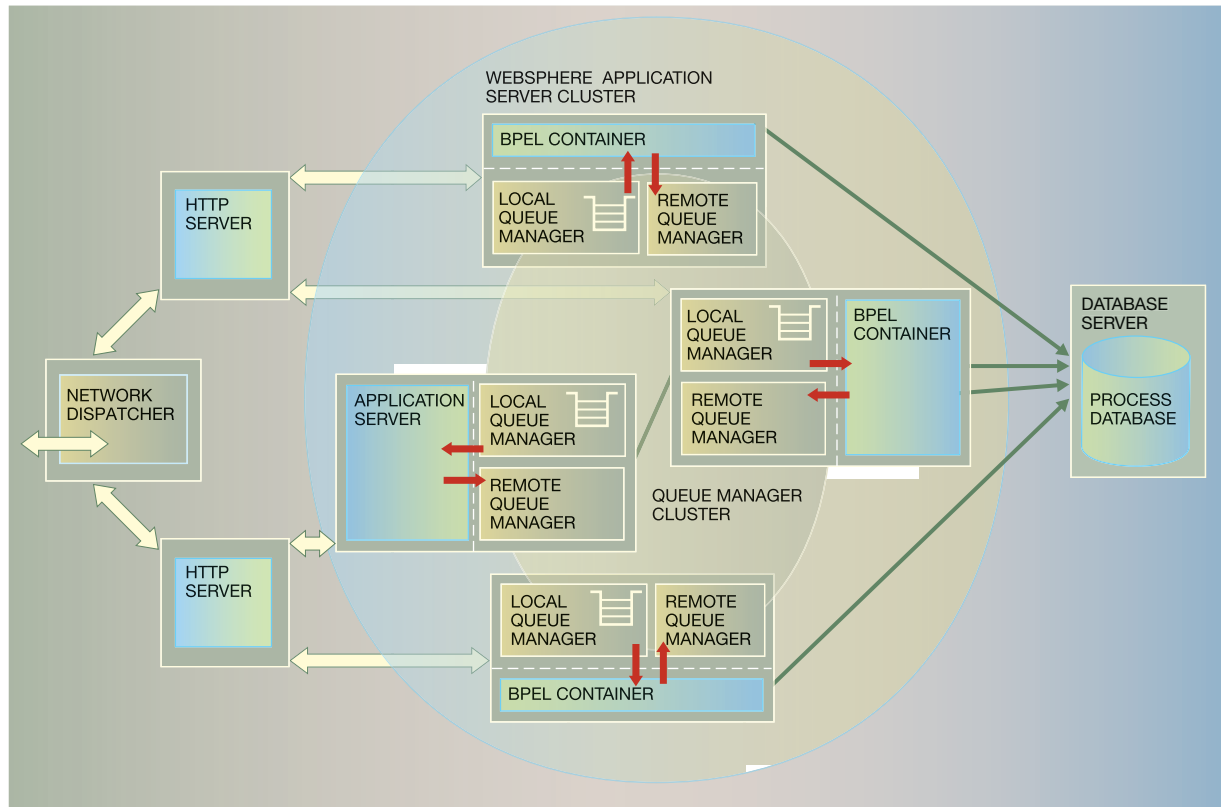 WEBSPHERE APPLICATION
SERVER CLUSTER
BPEL CONTAINER
LOCAL
QUEUE
MANAGER
REMOTE
QUEUE
MANAGER
HTTP
SERVER
LOCAL
QUEUE
MANAGER
REMOTE
QUEUE
MANAGER
BPEL
CONTAINER
DATABASE
SERVER
PROCESS
DATABASE
NETWORK
DISPATCHER
APPLICATION
SERVER
LOCAL
QUEUE
MANAGER
REMOTE
QUEUE
MANAGER
QUEUE MANAGER
CLUSTER
HTTP
SERVER
LOCAL
QUEUE
MANAGER
REMOTE
QUEUE
MANAGER
BPEL CONTAINER